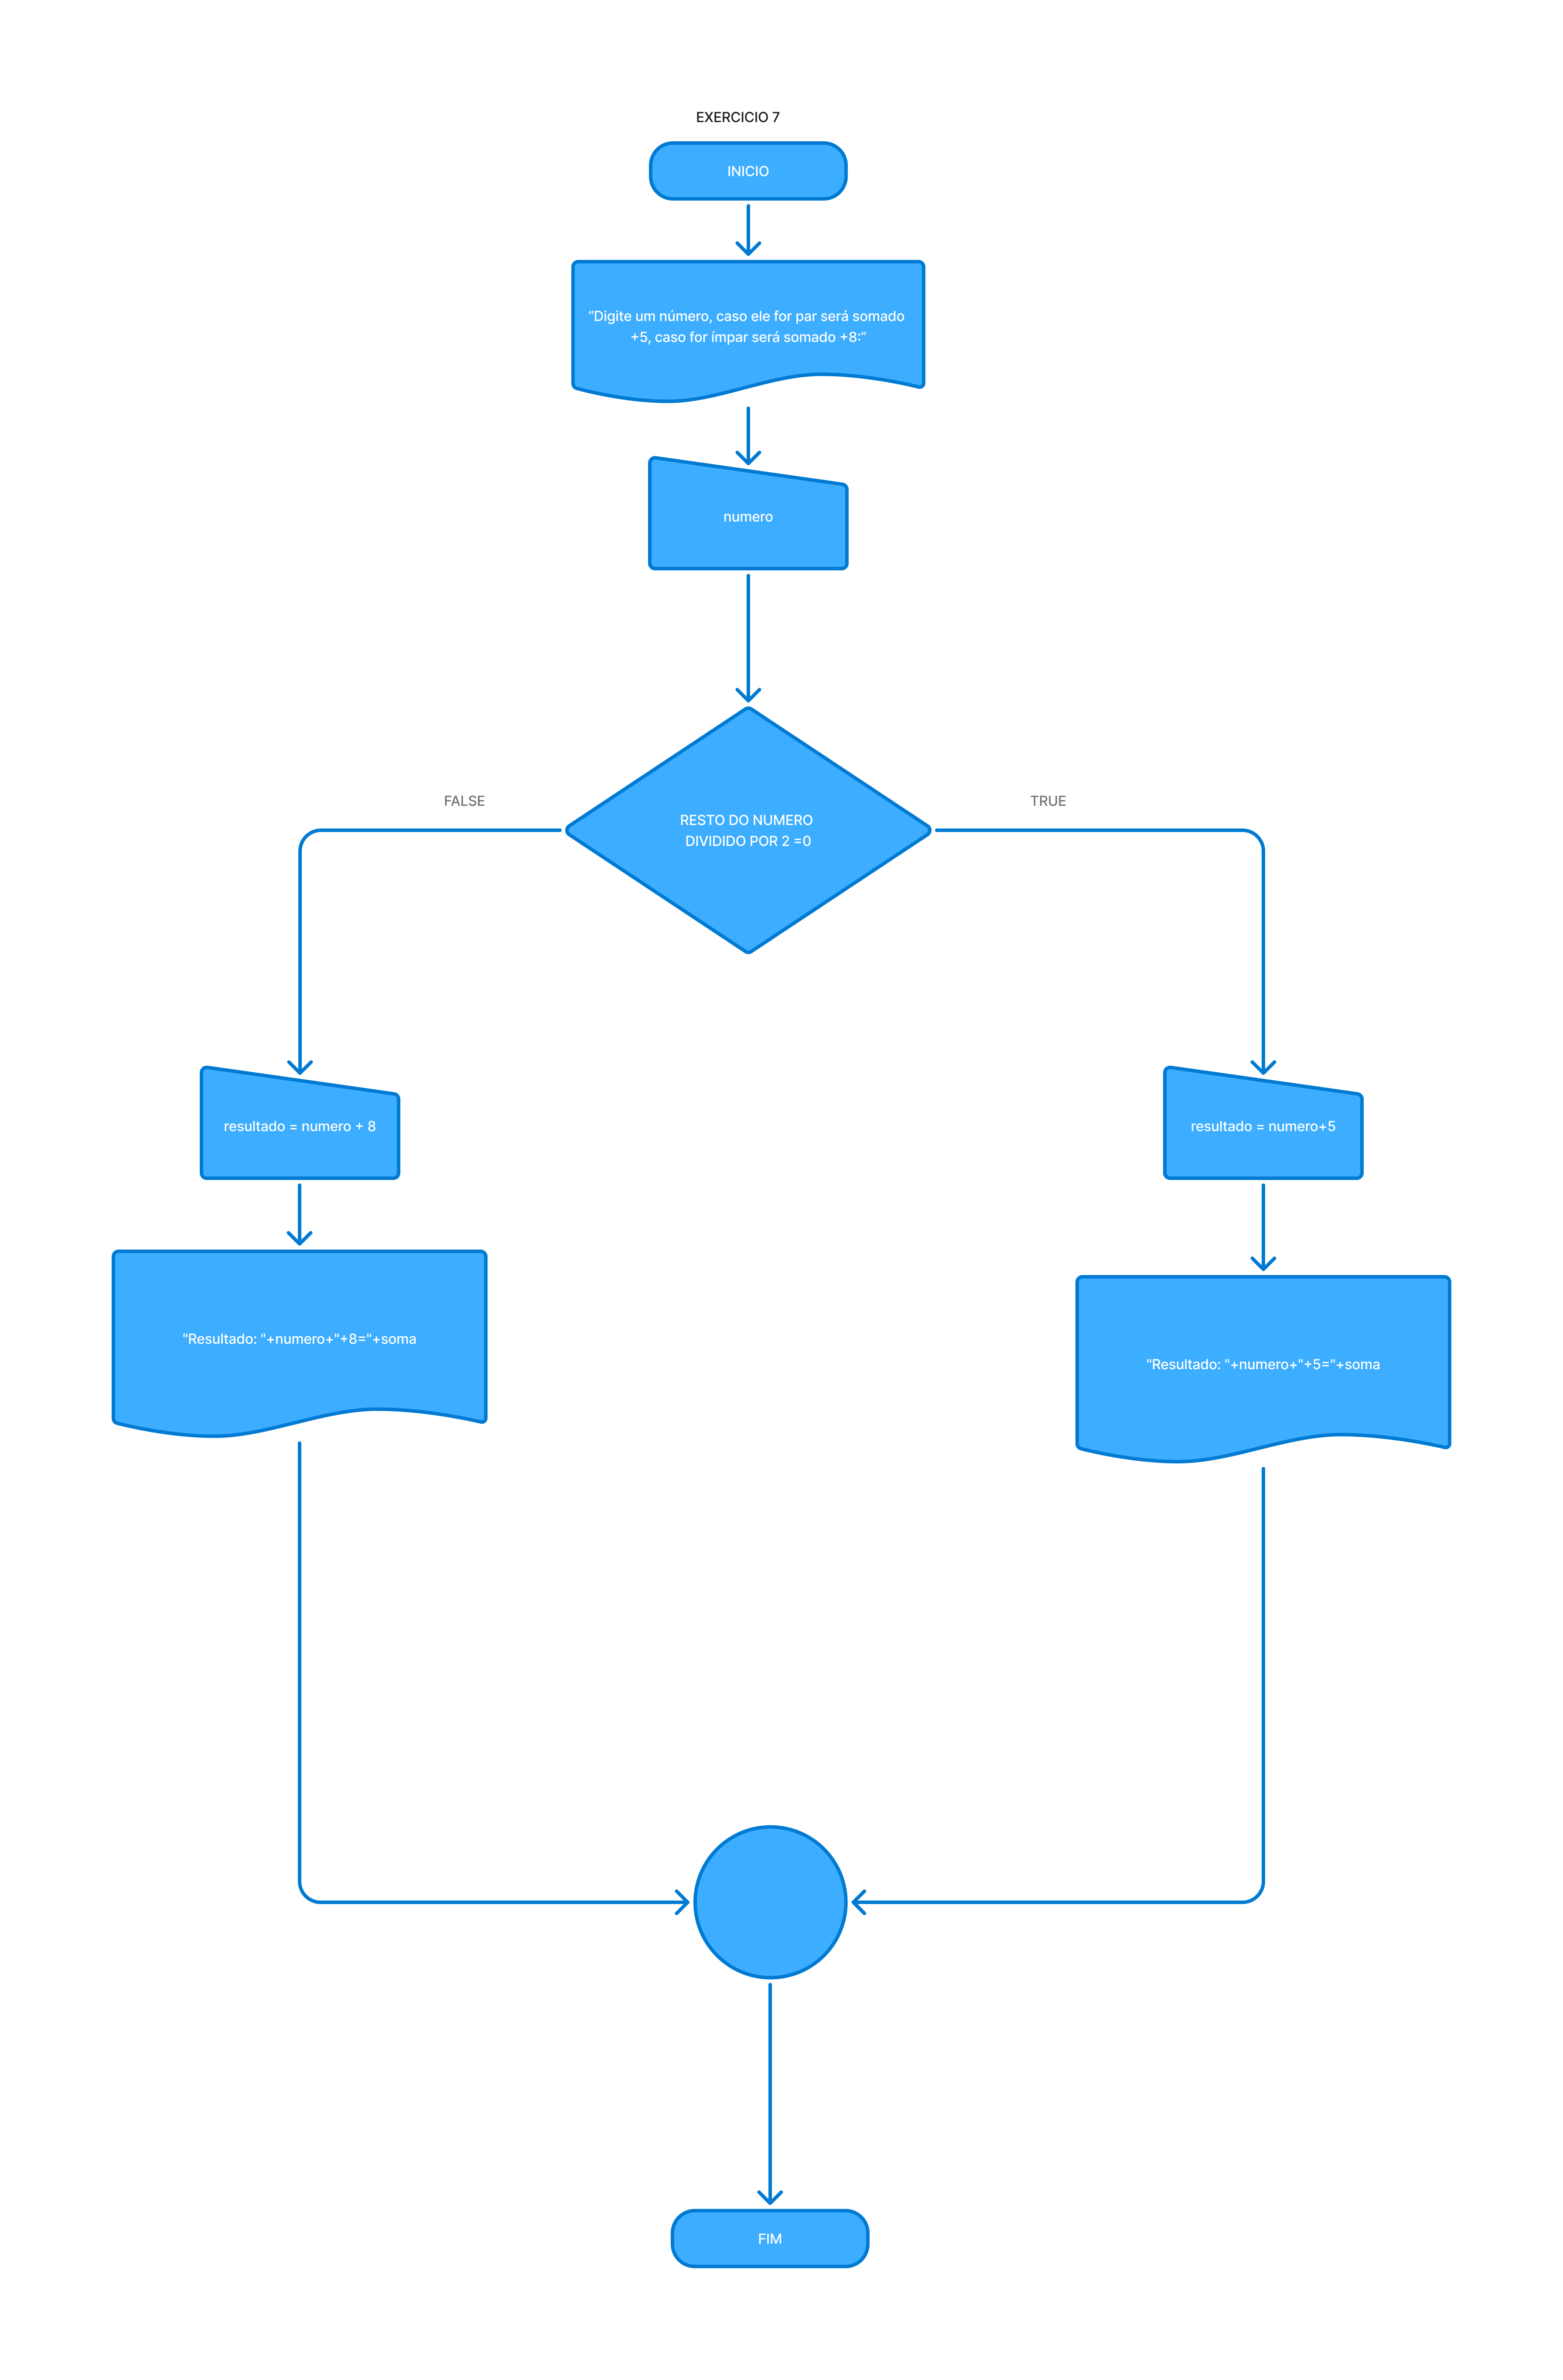 EXERCICIO 7
INICIO
“Digite um número, caso ele for par será somado
+5, caso for ímpar será somado +8:”
numero
FALSE
TRUE
RESTO DO NUMERO
DIVIDIDO POR 2 =0
resultado = numero + 8
resultado = numero+5
"Resultado: "+numero+"+8="+soma
"Resultado: "+numero+"+5="+soma
FIM